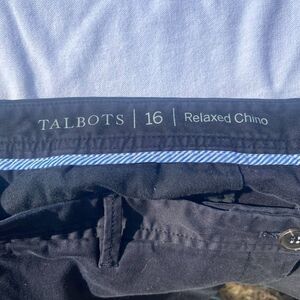 TALBOTS | 16 | Relaxed Chino